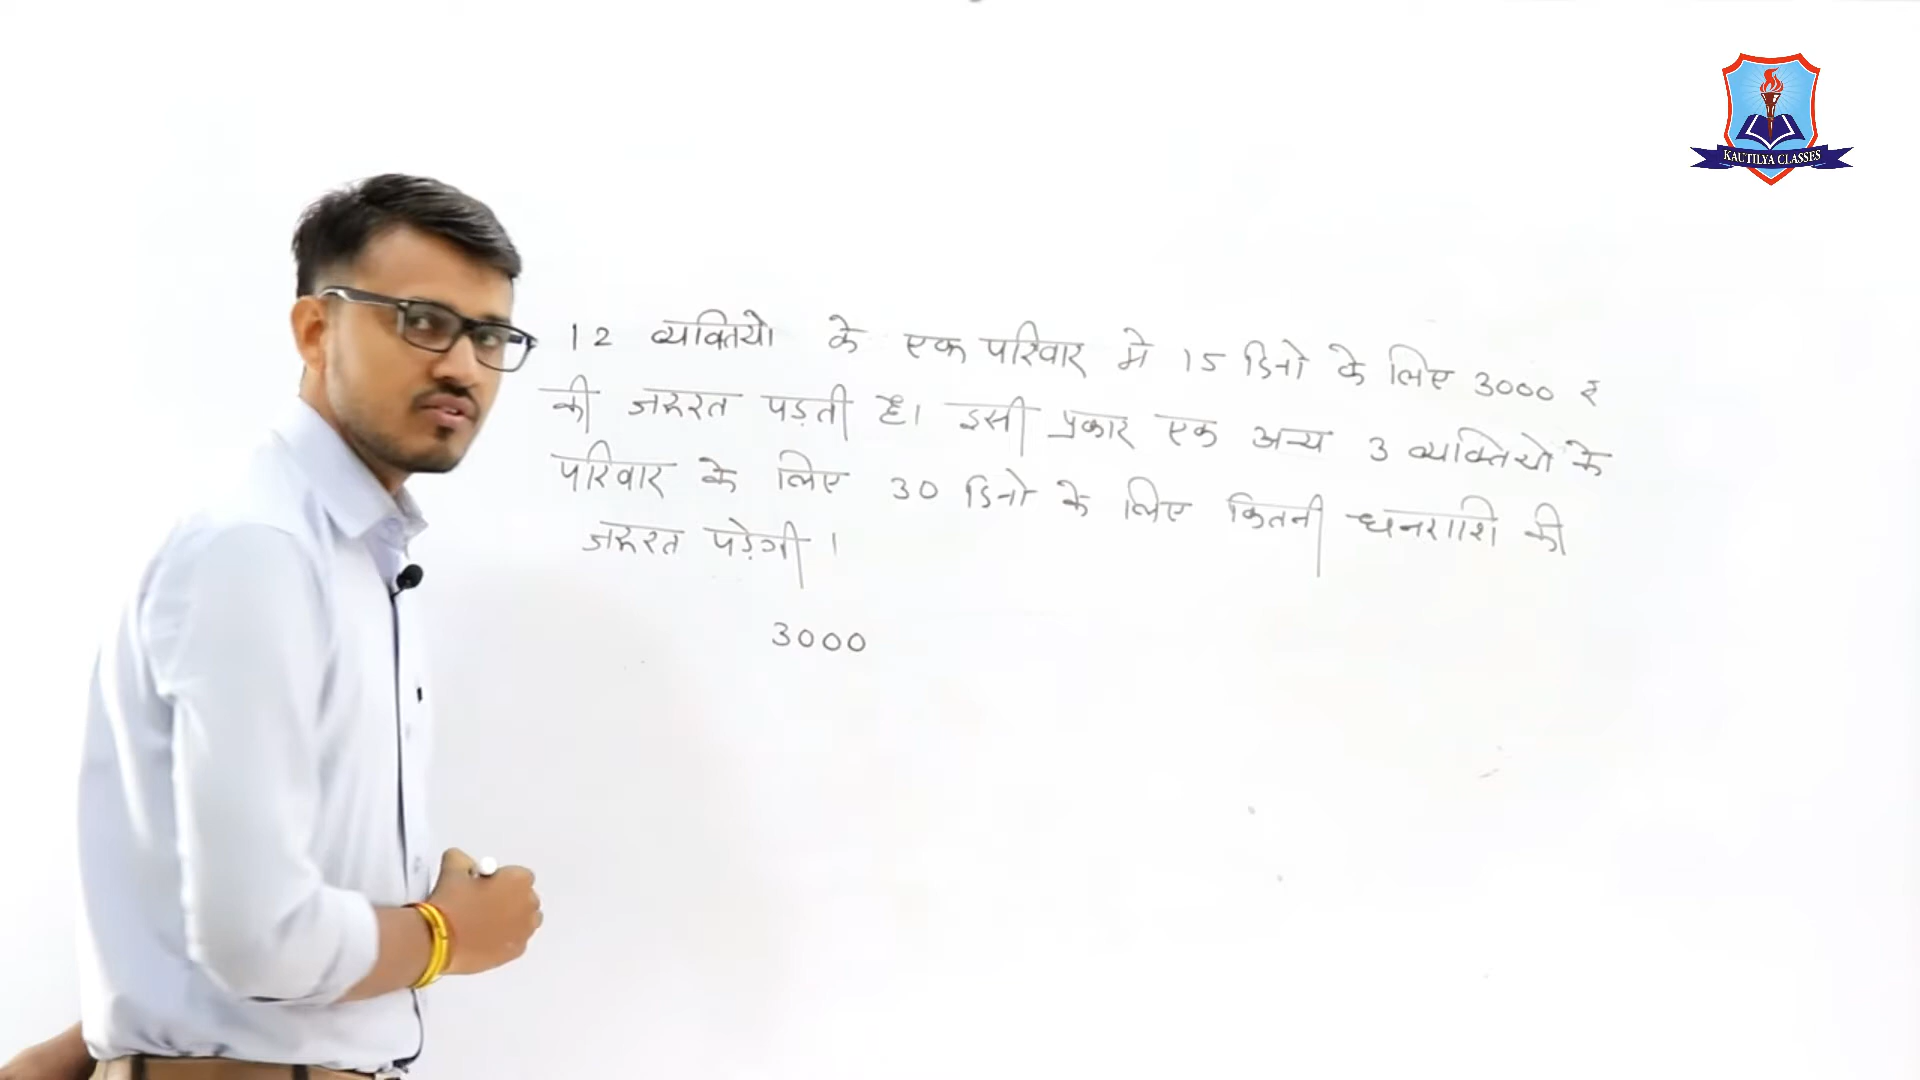 KAUTILYA CLASSES
12 व्यक्तियो के एक परिवार मे 15 दिनो के लिए 3000 रु
की जरूरत पड़ती है। इसी प्रकार एक अन्य 3 व्यक्तियो के
परिवार के लिए 30 दिनो के लिए कितनी धनराशि की
जरूरत पड़ेगी ।
3000